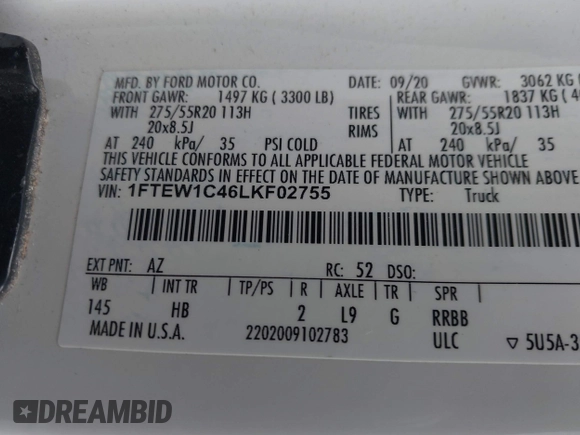 MFD. BY FORD MOTOR CO. DATE: 09/20 GVWR: 3062 KG
FRONT GAWR: 1497 KG ( 3300 LB) REAR GAWR: 1837 KG
WITH 275/55R20 113H TIRES WITH 275/55R20 113H
20x8.5J RIMS 20x8.5J
AT 240 kPa/ 35 PSI COLD AT 240 kPa/ 35
THIS VEHICLE CONFORMS TO ALL APPLICABLE FEDERAL MOTOR VEHICLE
SAFETY STANDARDS IN EFFECT ON THE DATE OF MANUFACTURE SHOWN ABOVE
VIN: 1FTEW1C46LKF02755 TYPE: Truck
EXT PNT: AZ RC: 52 DSO:
WB INT TR TP/PS R AXLE TR SPR
145 HB 2 L9 G RRBB
MADE IN U.S.A. 2202009102783 ULC ▽ 5U5A-3
DREAMBID